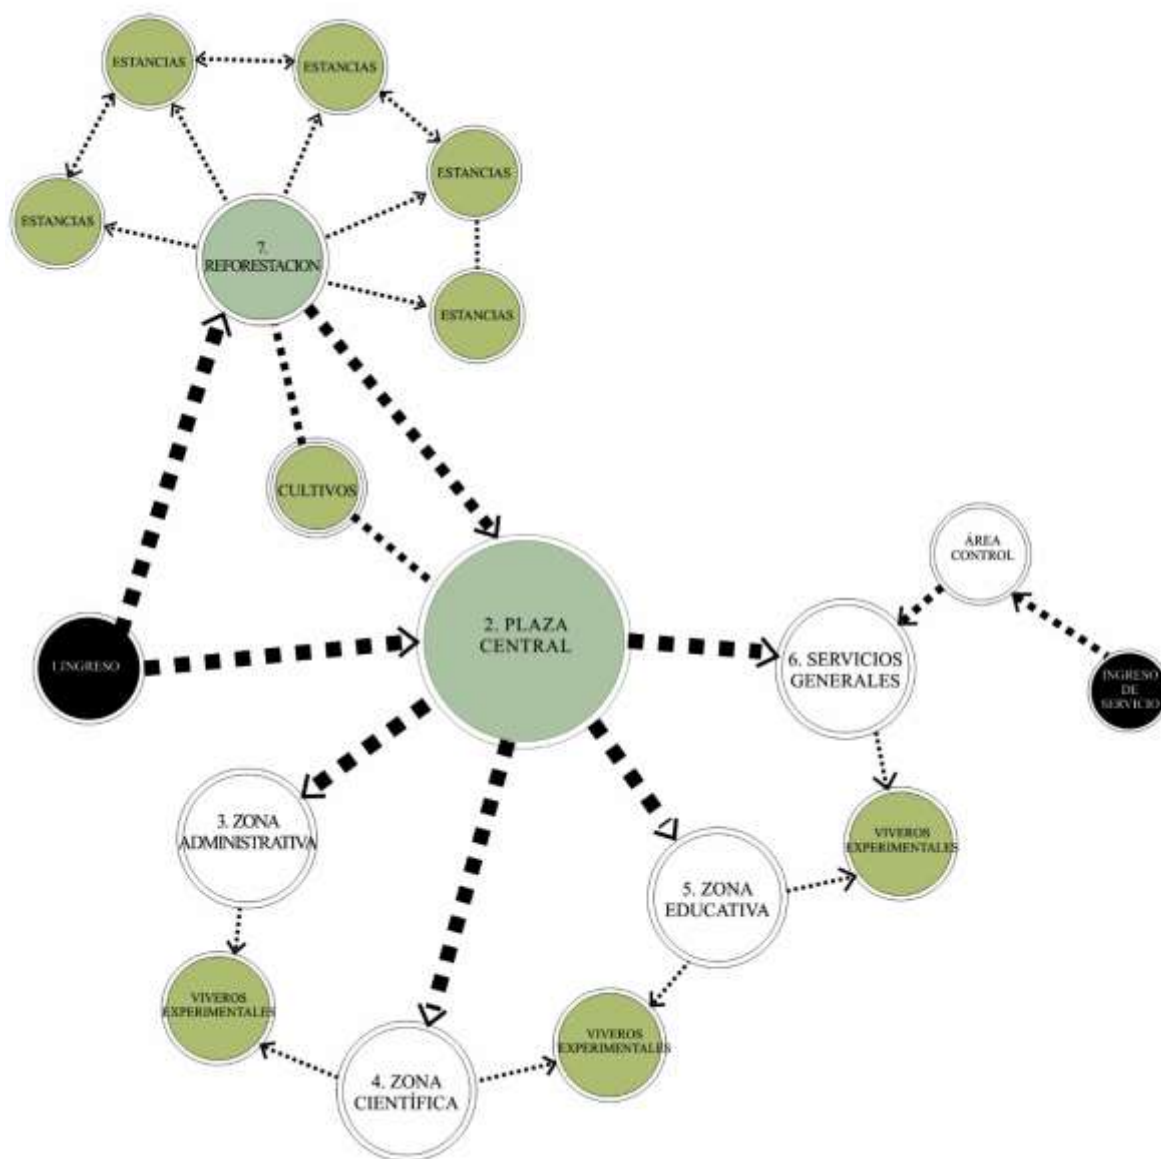 ESTANCIAS
ESTANCIAS
ESTANCIAS
ESTANCIAS
7.
REFORESTACION
ESTANCIAS
CULTIVOS
ÁREA
CONTROL
2. PLAZA
CENTRAL
1.INGRESO
6. SERVICIOS
GENERALES
INGRESO
DE
SERVICIO
3. ZONA
ADMINISTRATIVA
VIVEROS
EXPERIMENTALES
5. ZONA
EDUCATIVA
VIVEROS
EXPERIMENTALES
VIVEROS
EXPERIMENTALES
4. ZONA
CIENTÍFICA